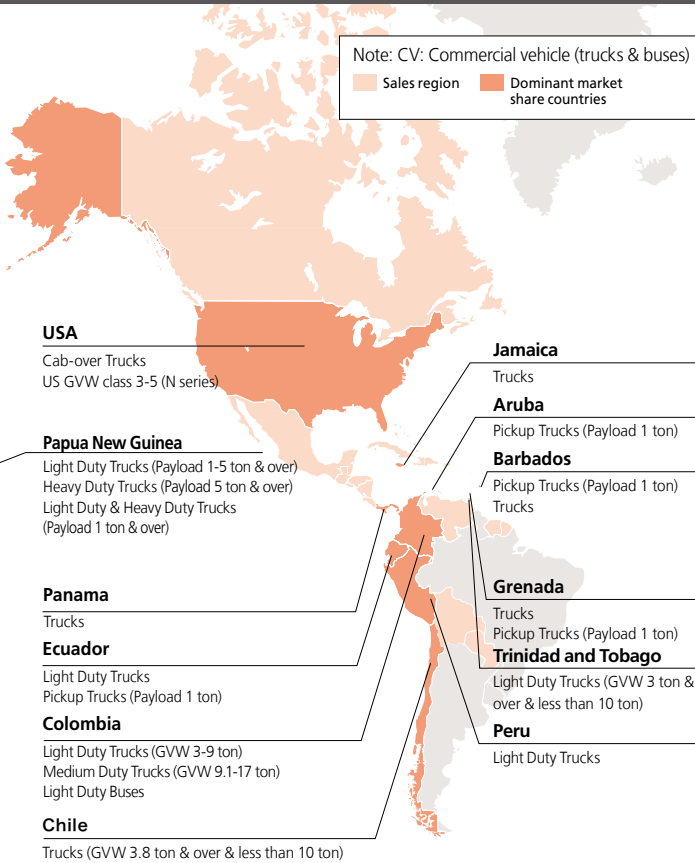 Note: CV: Commercial vehicle (trucks & buses)
Sales region
Dominant market
share countries
USA
Cab-over Trucks
US GVW class 3-5 (N series)
Papua New Guinea
Light Duty Trucks (Payload 1-5 ton & over)
Heavy Duty Trucks (Payload 5 ton & over)
Light Duty & Heavy Duty Trucks
(Payload 1 ton & over)
Panama
Trucks
Ecuador
Light Duty Trucks
Pickup Trucks (Payload 1 ton)
Colombia
Light Duty Trucks (GVW 3-9 ton)
Medium Duty Trucks (GVW 9.1-17 ton)
Light Duty Buses
Chile
Trucks (GVW 3.8 ton & over & less than 10 ton)
Jamaica
Trucks
Aruba
Pickup Trucks (Payload 1 ton)
Barbados
Pickup Trucks (Payload 1 ton)
Trucks
Grenada
Trucks
Pickup Trucks (Payload 1 ton)
Trinidad and Tobago
Light Duty Trucks (GVW 3 ton &
over & less than 10 ton)
Peru
Light Duty Trucks